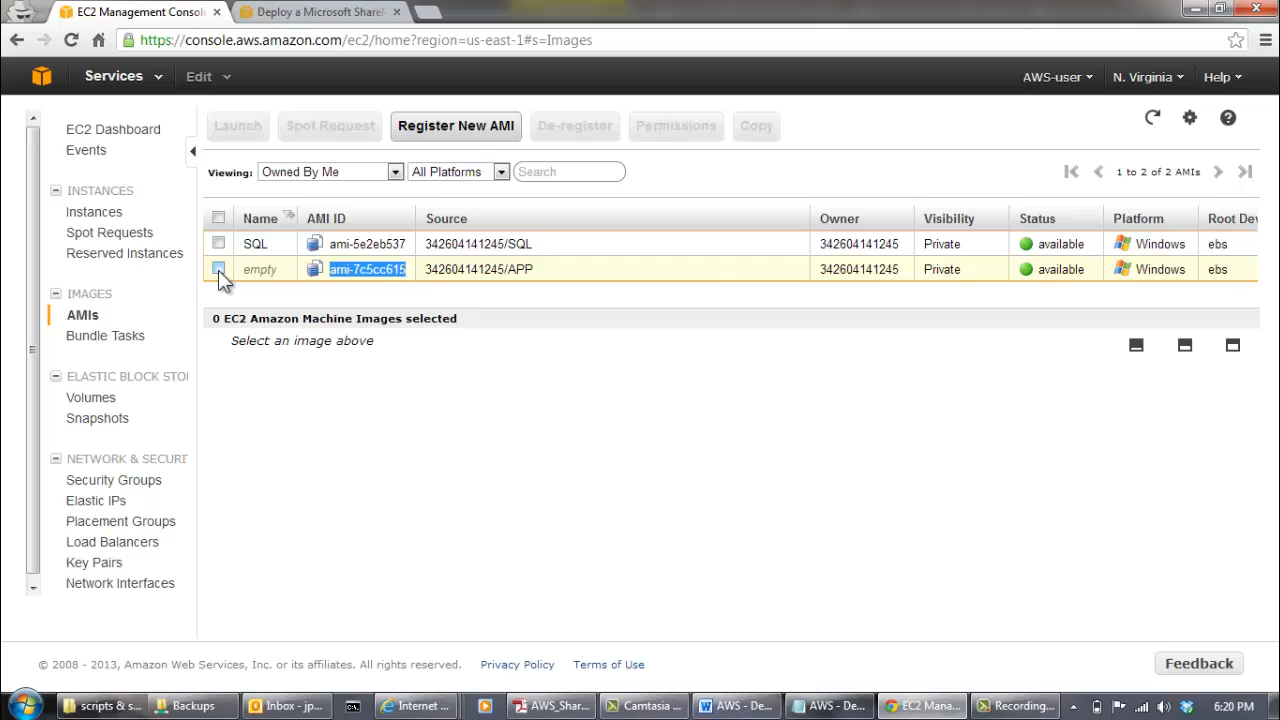 EC2 Management Consol
Deploy a Microsoft ShareP
https://console.aws.amazon.com/ec2/home?region=us-east-1#s=Images
Services
Edit
AWS-user
N. Virginia
Help
EC2 Dashboard
Events
INSTANCES
Instances
Spot Requests
Reserved Instances
IMAGES
AMIs
Bundle Tasks
ELASTIC BLOCK STO
Volumes
Snapshots
NETWORK & SECURI
Security Groups
Elastic IPs
Placement Groups
Load Balancers
Key Pairs
Network Interfaces
Launch Spot Request Register New AMI De-register Permissions Copy
Viewing: Owned By Me All Platforms Search 1 to 2 of 2 AMIs
Name AMI ID Source Owner Visibility Status Platform Root Dev
SQL ami-5e2eb537 342604141245/SQL 342604141245 Private available Windows ebs
empty ami-7c5cc615 342604141245/APP 342604141245 Private available Windows ebs
0 EC2 Amazon Machine Images selected
Select an image above
© 2008 - 2013, Amazon Web Services, Inc. or its affiliates. All rights reserved. Privacy Policy Terms of Use
Feedback
scripts & s... Backups Inbox - jp... Internet ... AWS_Shar... Camtasia ... AWS - De... AWS - De... EC2 Mana... Recording... 6:20 PM